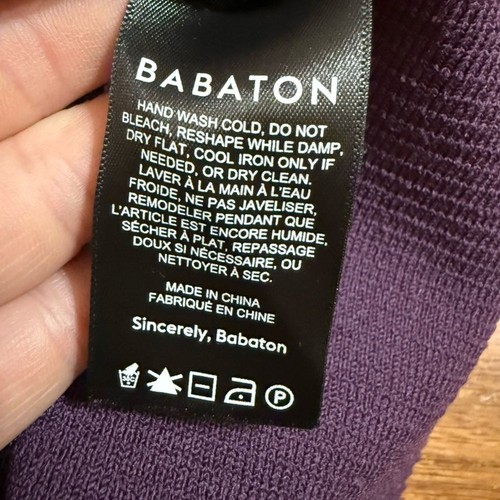 BABATON
HAND WASH COLD, DO NOT
BLEACH, RESHAPE WHILE DAMP,
DRY FLAT, COOL IRON ONLY IF
NEEDED, OR DRY CLEAN.
LAVER À LA MAIN À L'EAU
FROIDE, NE PAS JAVELISER,
REMODELER PENDANT QUE
L'ARTICLE EST ENCORE HUMIDE,
SÉCHER À PLAT, REPASSAGE
DOUX SI NÉCESSAIRE, OU
NETTOYER À SEC.
MADE IN CHINA
FABRIQUÉ EN CHINE
Sincerely, Babaton
P